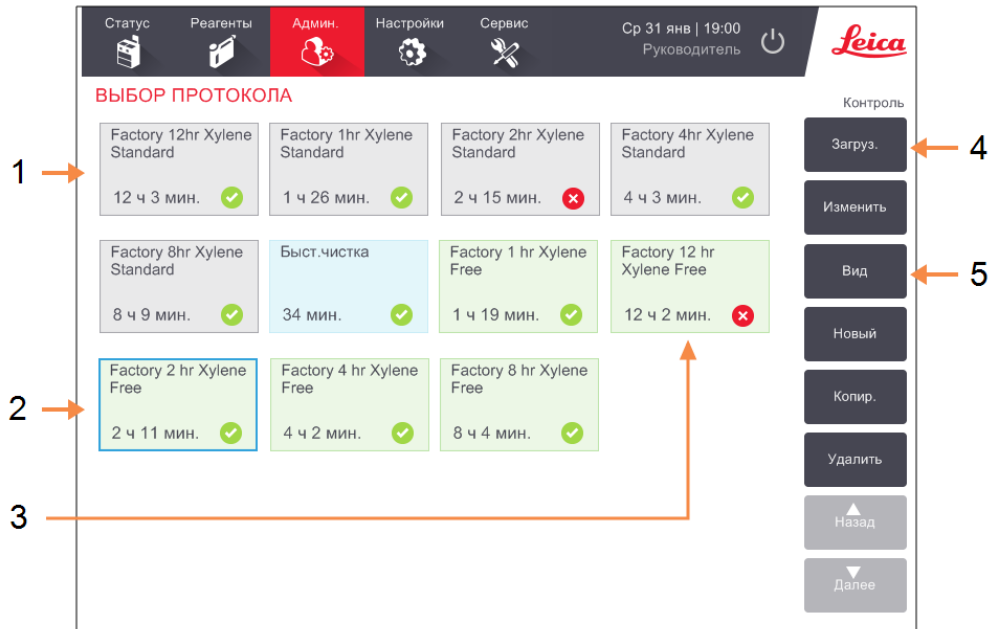 Статус Реагенты Админ. Настройки Сервис
Ср 31 янв | 19:00
Руководитель
Leica
ВЫБОР ПРОТОКОЛА
Контроль
1
Factory 12hr Xylene
Standard
12 ч 3 мин.
Factory 1hr Xylene
Standard
1 ч 26 мин.
Factory 2hr Xylene
Standard
2 ч 15 мин.
Factory 4hr Xylene
Standard
4 ч 3 мин.
Загруз.
4
Изменить
Factory 8hr Xylene
Standard
8 ч 9 мин.
Быст.чистка
34 мин.
Factory 1 hr Xylene
Free
1 ч 19 мин.
Factory 12 hr
Xylene Free
12 ч 2 мин.
Вид
5
Новый
2
Factory 2 hr Xylene
Free
2 ч 11 мин.
Factory 4 hr Xylene
Free
4 ч 2 мин.
Factory 8 hr Xylene
Free
8 ч 4 мин.
Копир.
Удалить
3
Назад
Далее